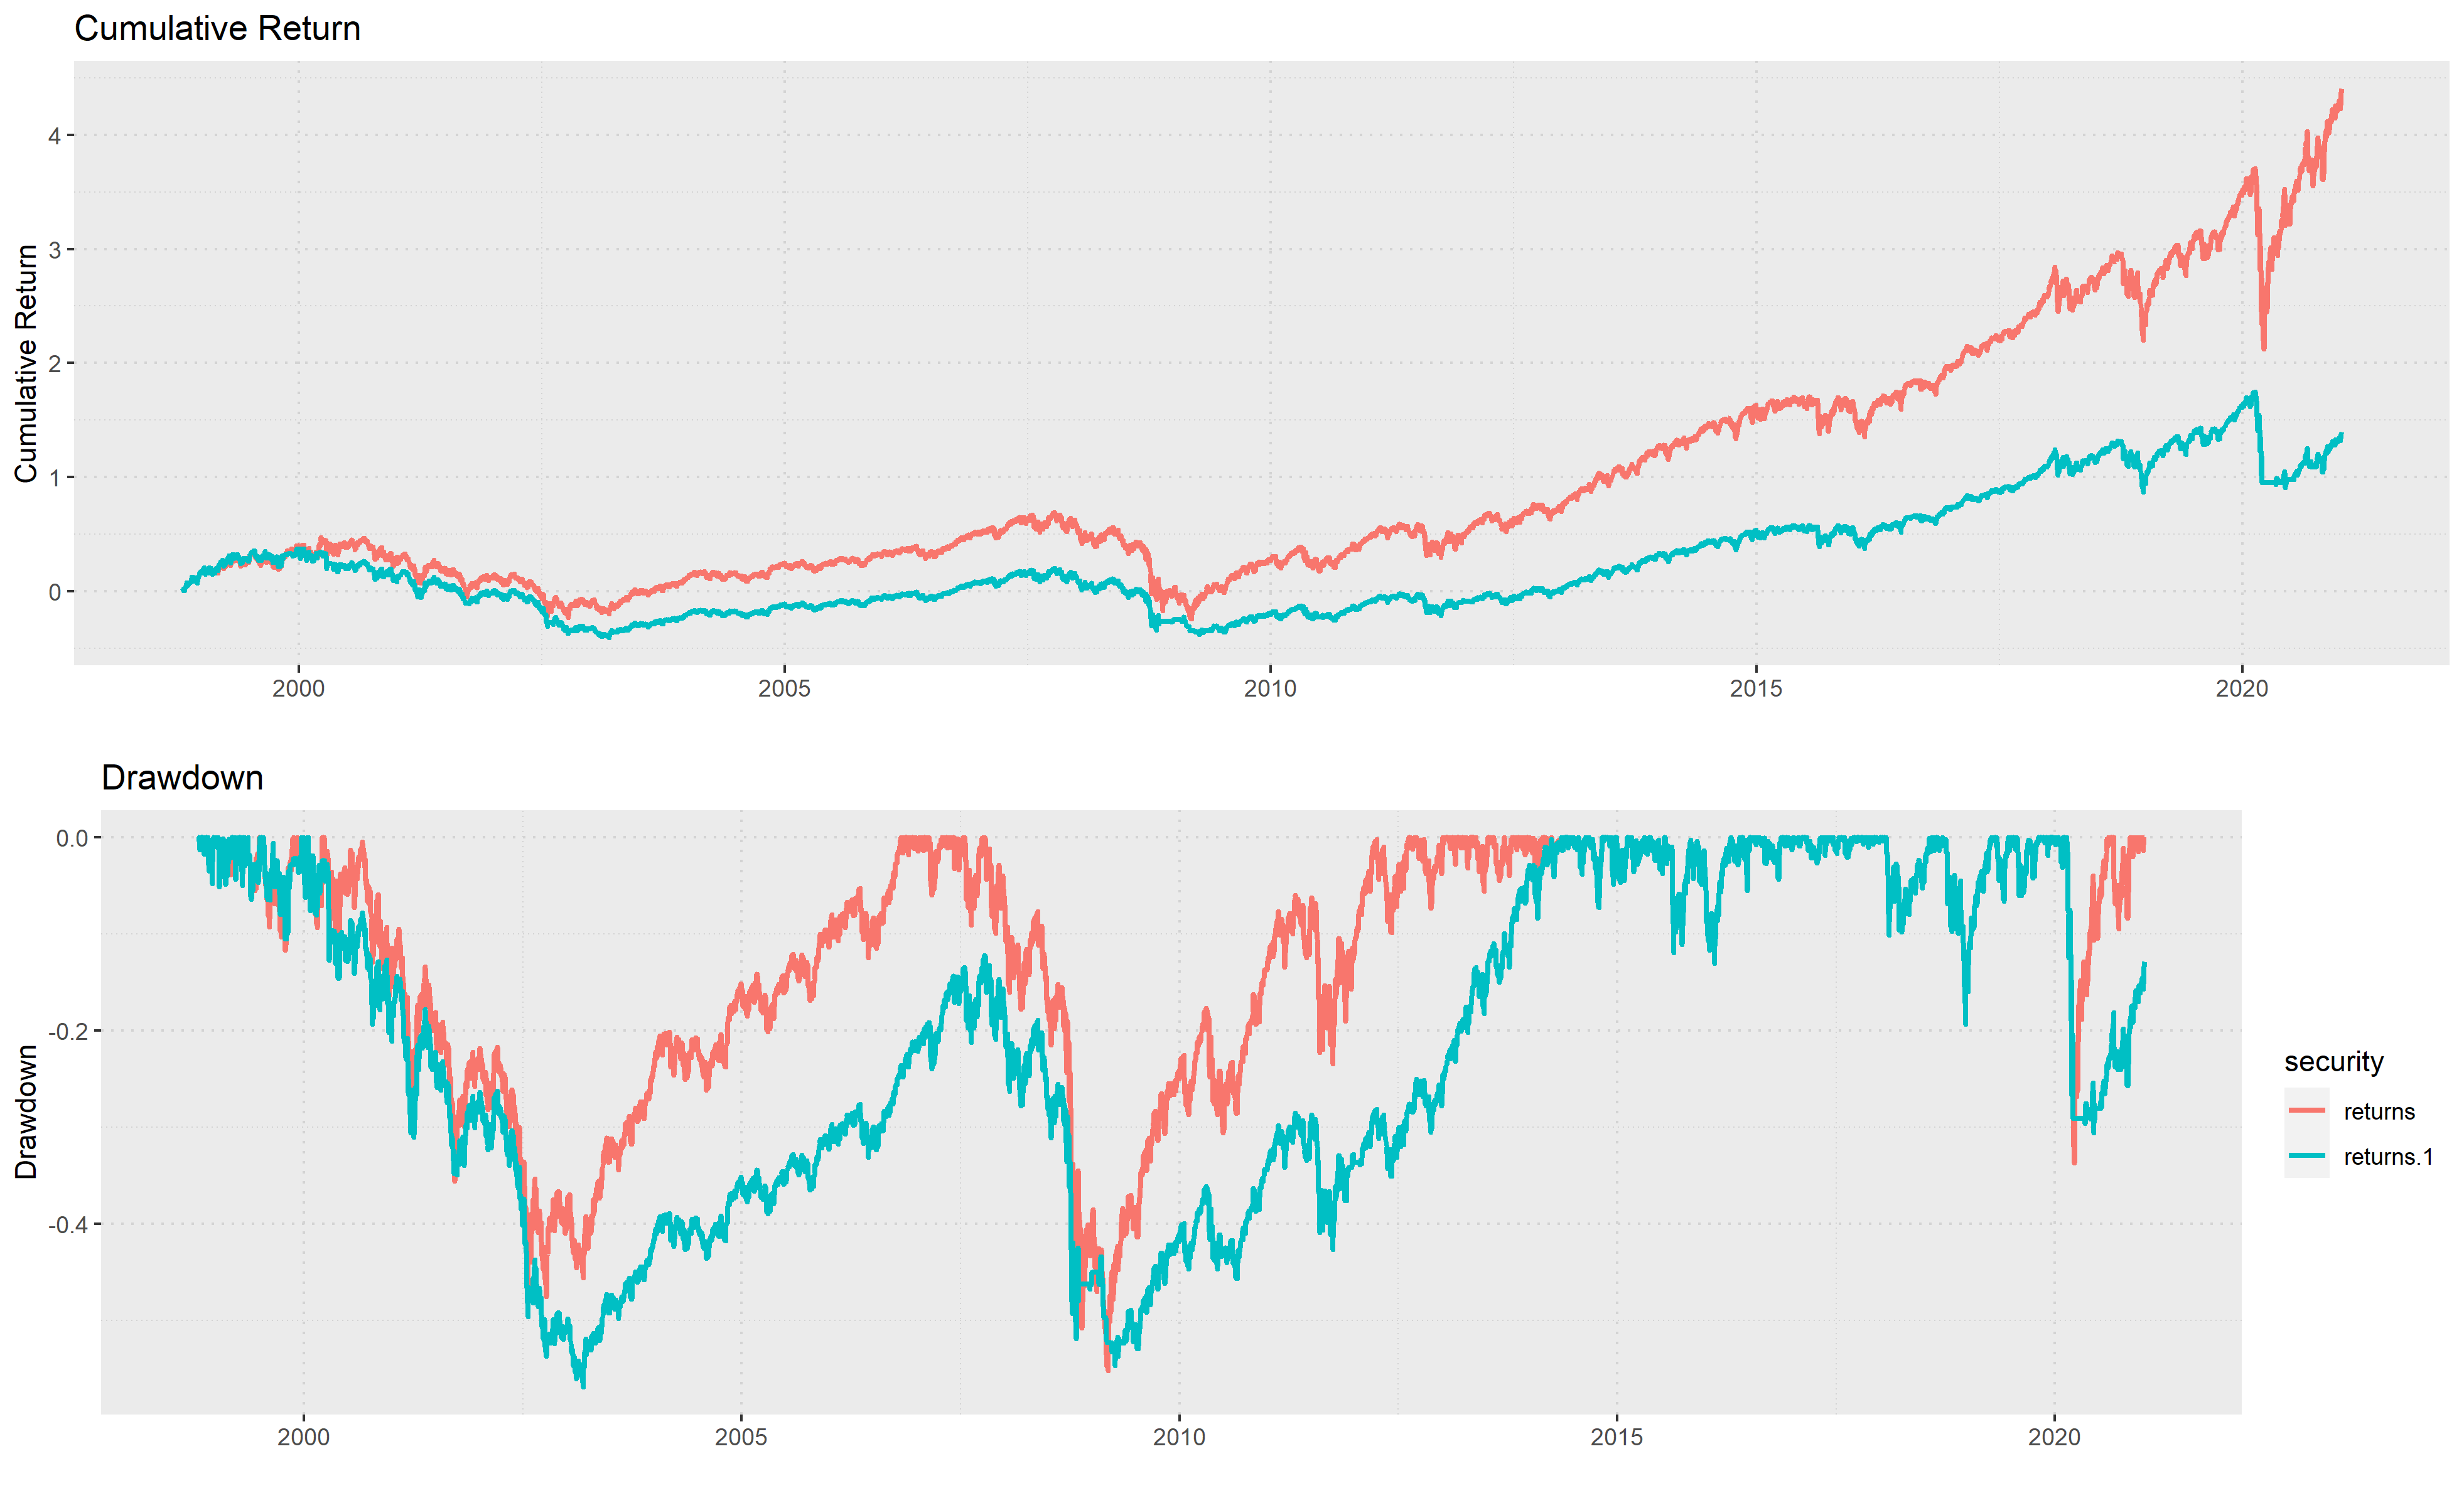 Cumulative Return
Cumulative Return
4
3
2
1
0
2000 2005 2010 2015 2020
Drawdown
Drawdown
0.0
-0.2
-0.4
2000 2005 2010 2015 2020
security
returns
returns.1